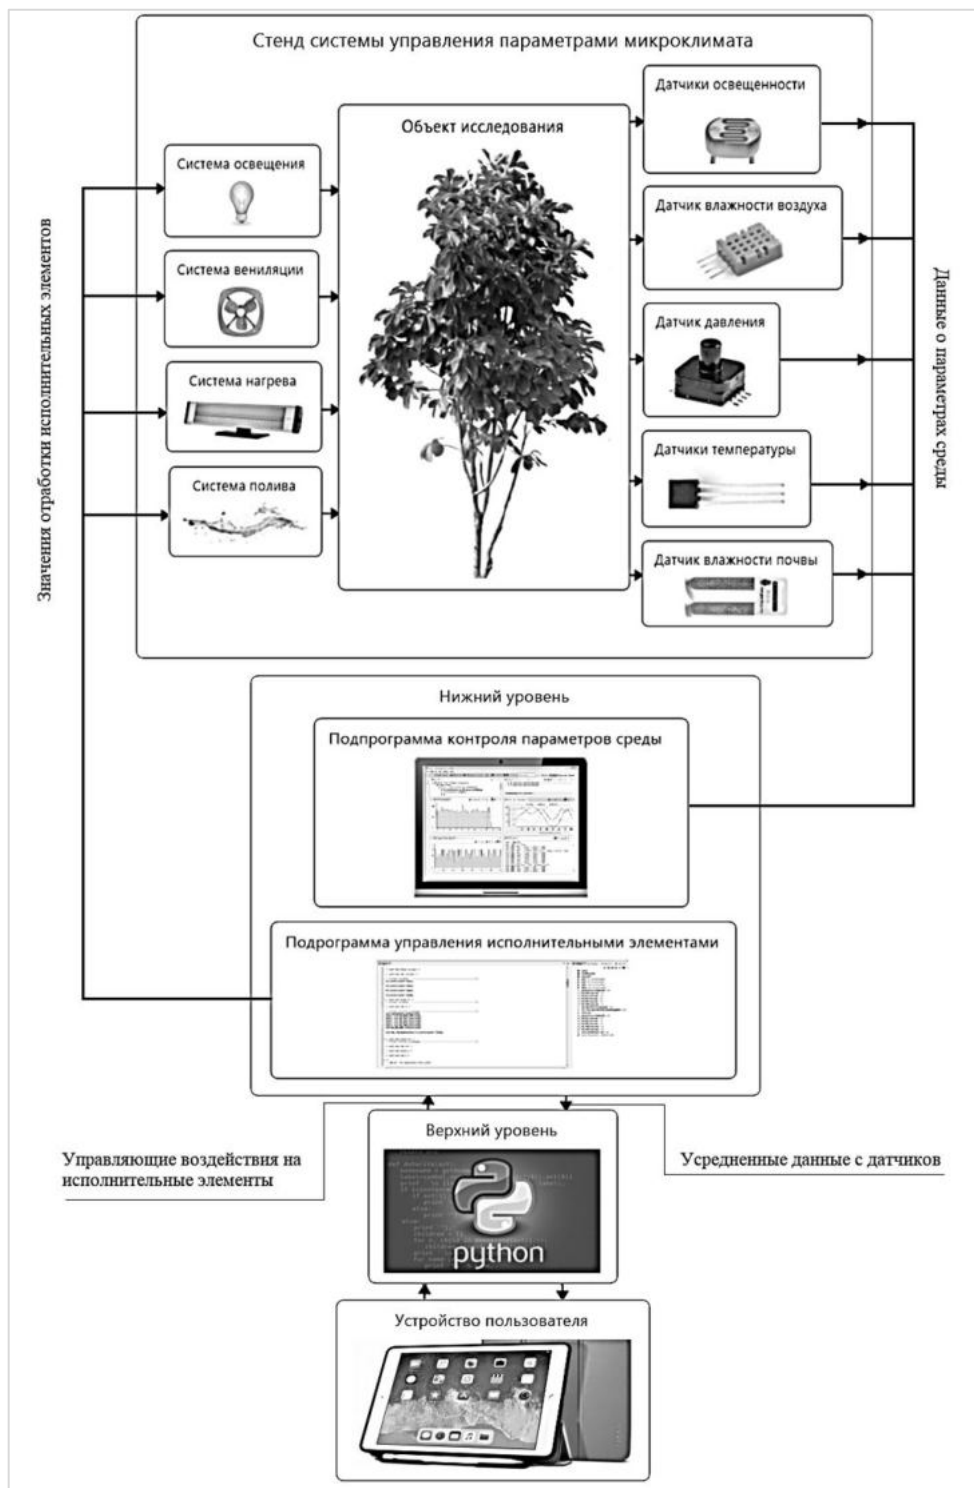 Стенд системы управления параметрами микроклимата
Объект исследования
Система освещения
Система вениляции
Система нагрева
Система полива
Датчики освещенности
Датчик влажности воздуха
Датчик давления
Датчики температуры
Датчик влажности почвы
Значения отработки исполнительных элементов
Данные о параметрах среды
Нижний уровень
Подпрограмма контроля параметров среды
Подрограмма управления исполнительными элементами
Управляющие воздействия на
исполнительные элементы
Усредненные данные с датчиков
Верхний уровень
python
Устройство пользователя